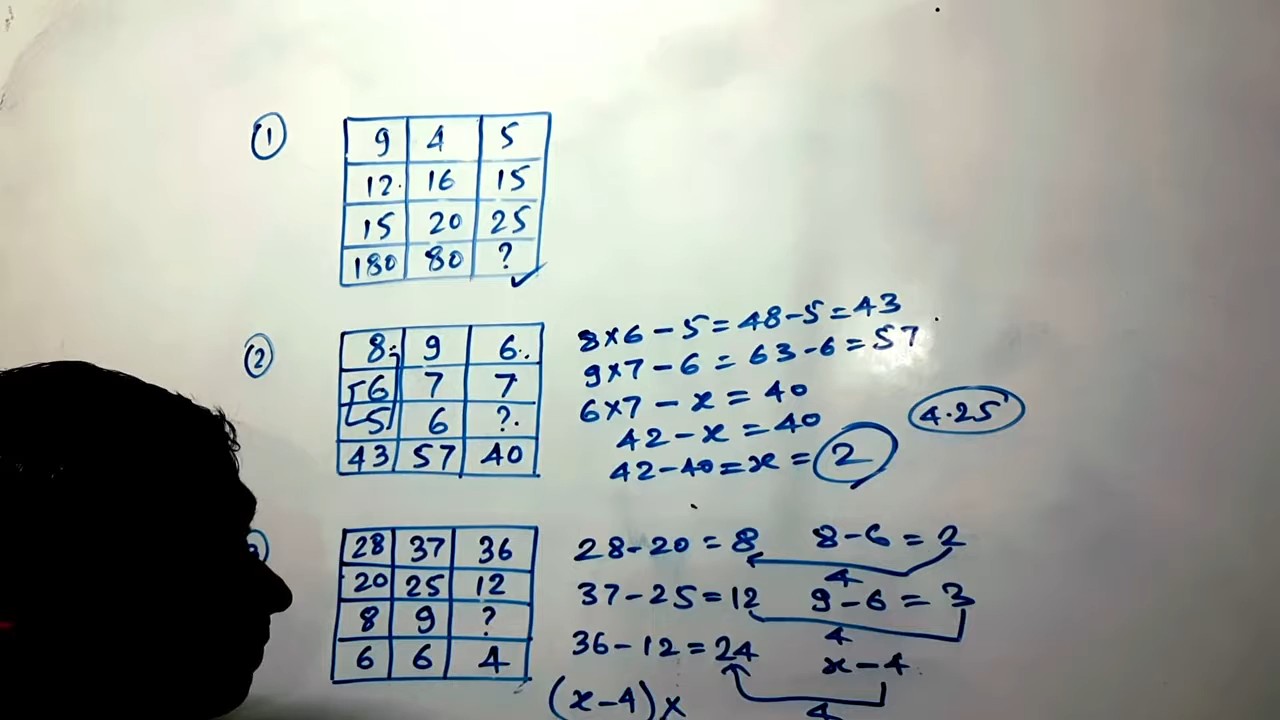 ① 9 4 5
12 16 15
15 20 25
180 80 ?
② 8 9 6
6 7 7
5 6 ?
43 57 40
8×6-5=48-5=43
9×7-6=63-6=57
6×7-x=40
42-x=40
42-40=x=2
4.25
3 28 37 36
20 25 12
8 9 ?
6 6 4
28-20=8 8-6=2
4
37-25=12 9-6=3
4
36-12=24 x-4
4
(x-4)×